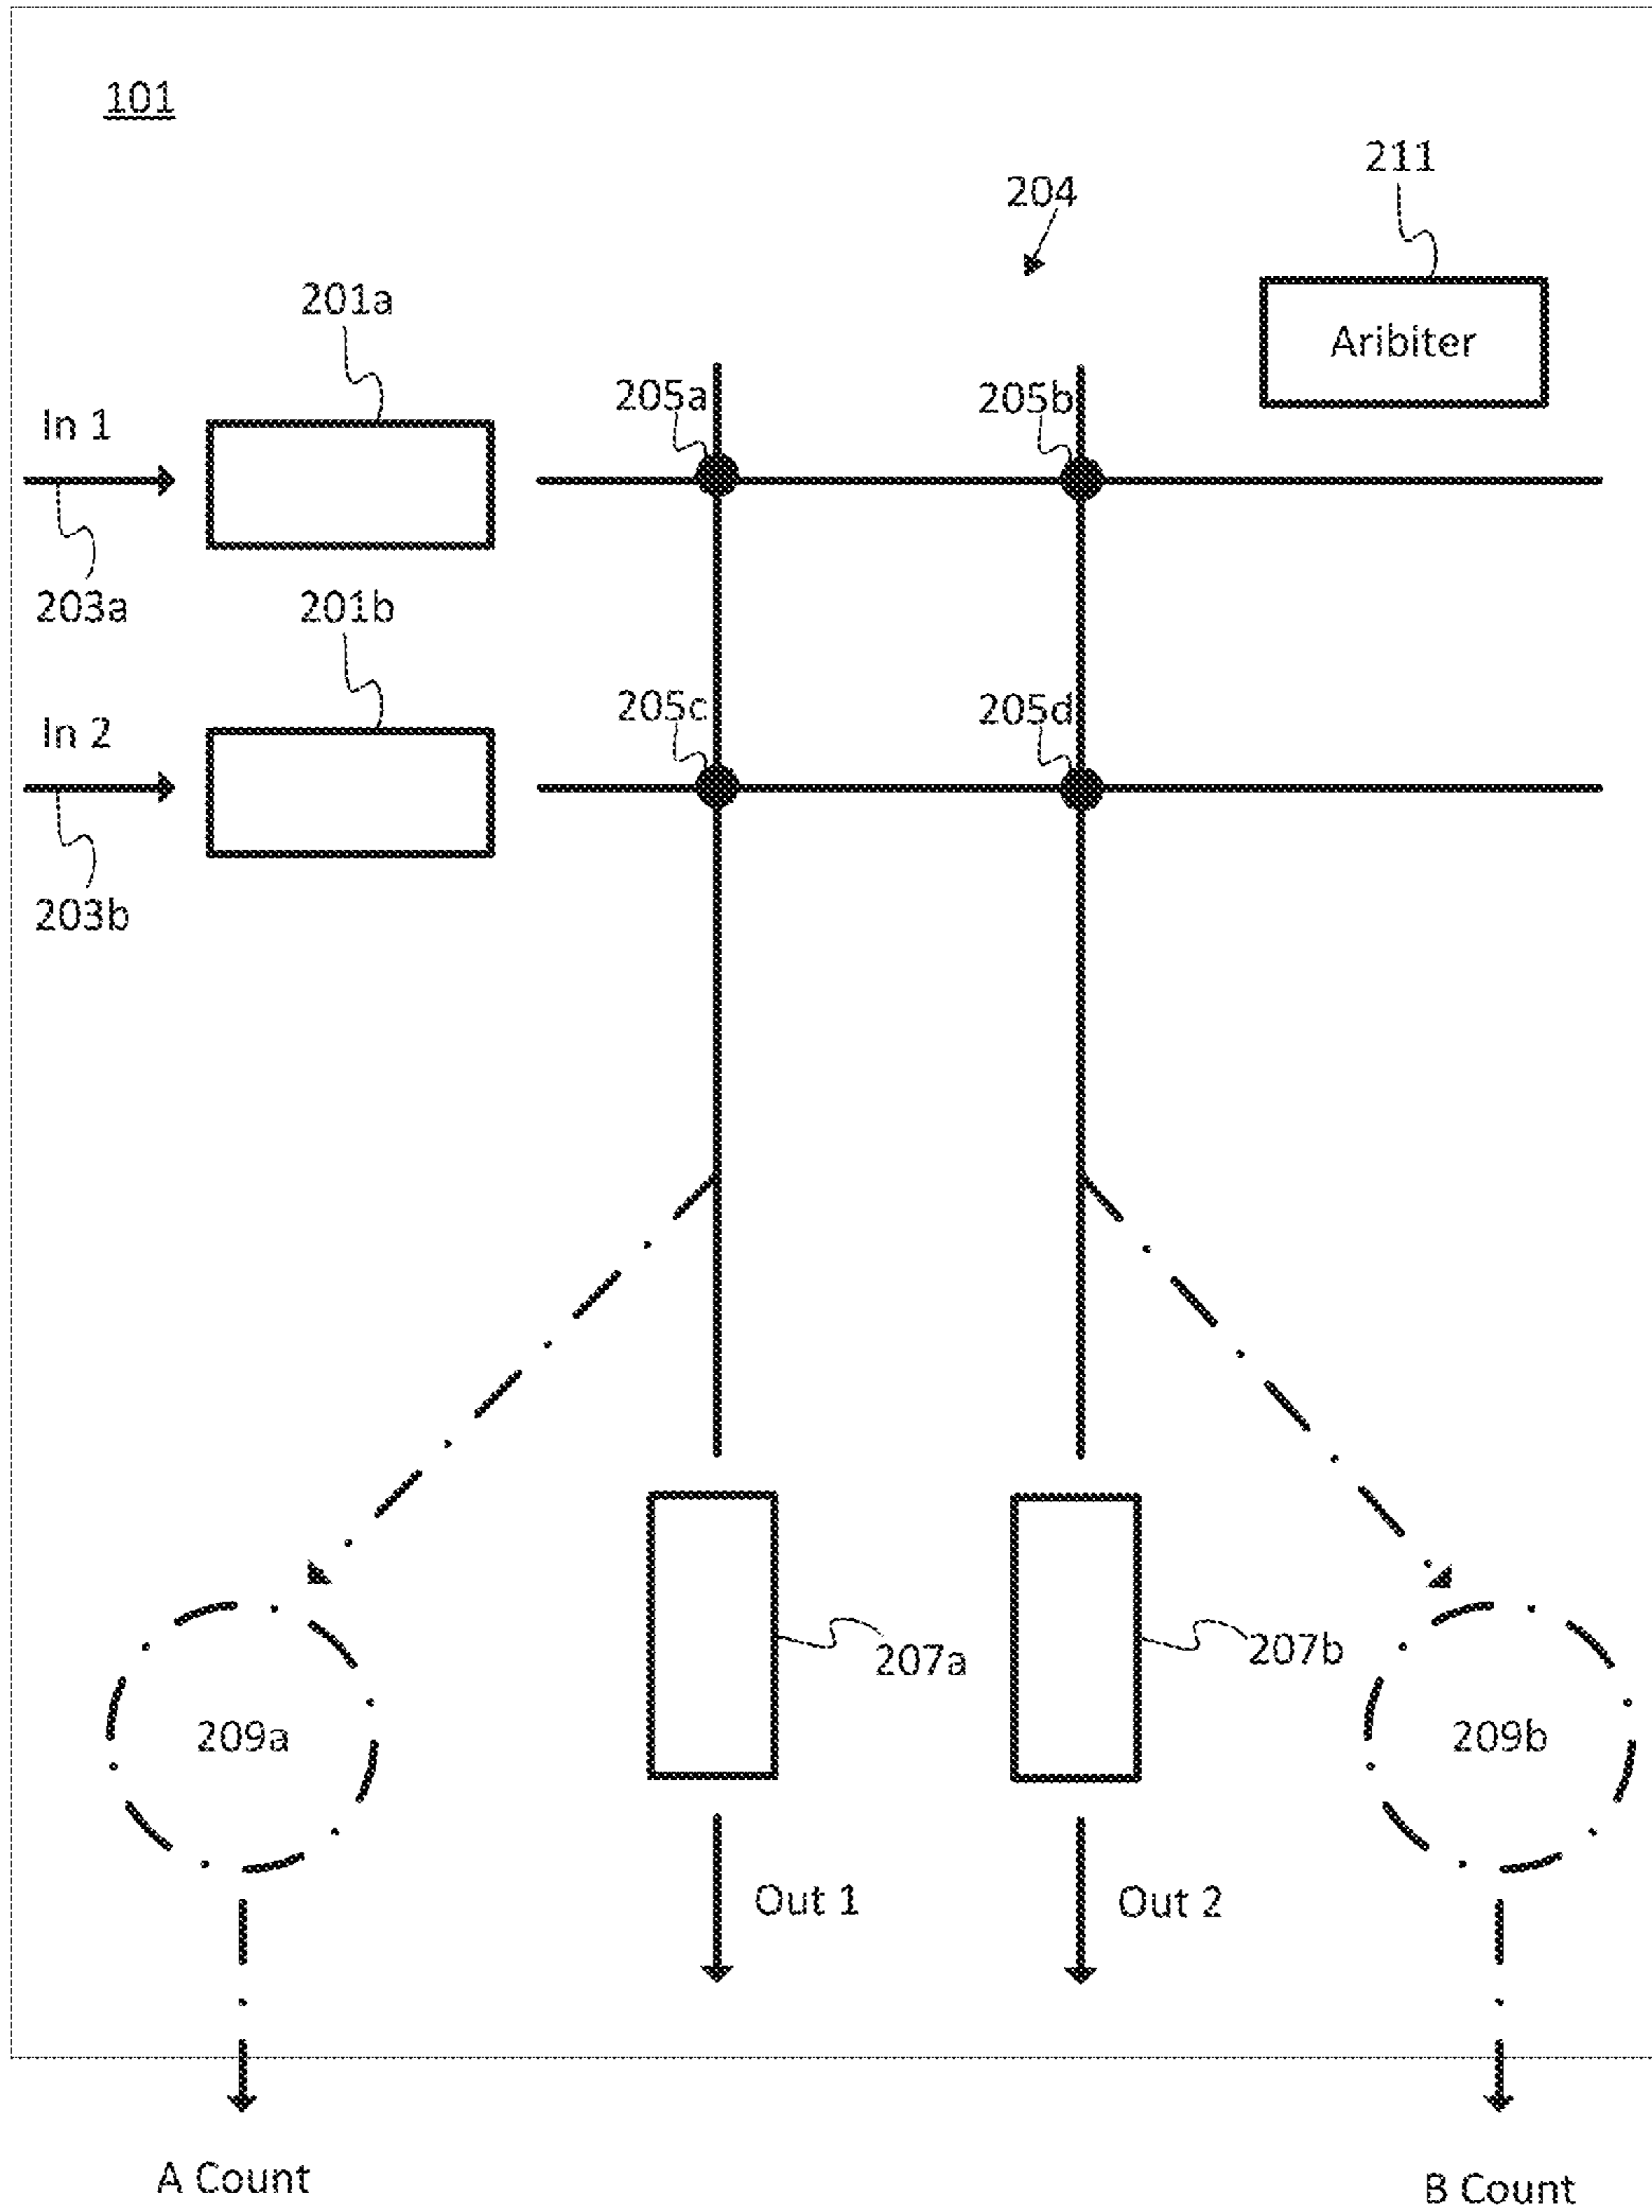 101
204
211
201a
Aribiter
205a
205b
In 1
203a
201b
205c
205d
In 2
203b
207a
207b
209a
209b
Out 1
Out 2
A Count
B Count